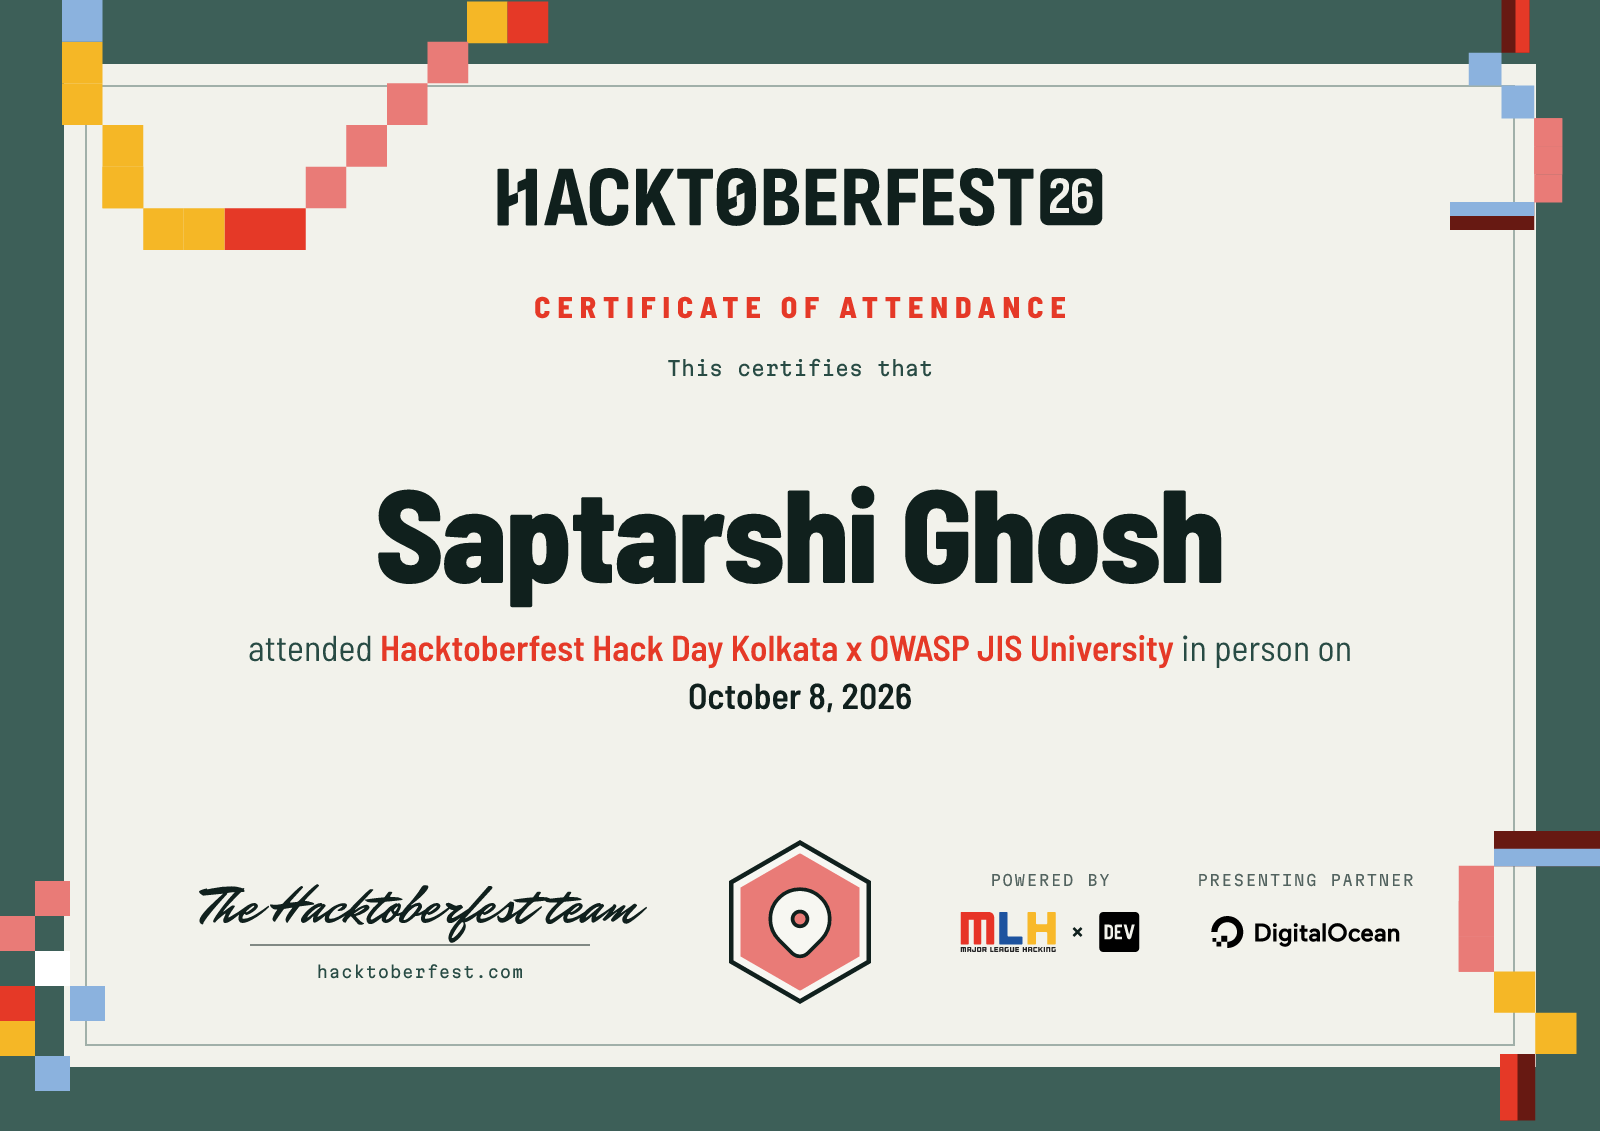 HACKTOBERFEST 26
CERTIFICATE OF ATTENDANCE
This certifies that
Saptarshi Ghosh
attended Hacktoberfest Hack Day Kolkata x OWASP JIS University in person on
October 8, 2026
The Hacktoberfest team
hacktoberfest.com
POWERED BY
MLH
MAJOR LEAGUE HACKING
×
DEV
PRESENTING PARTNER
DigitalOcean